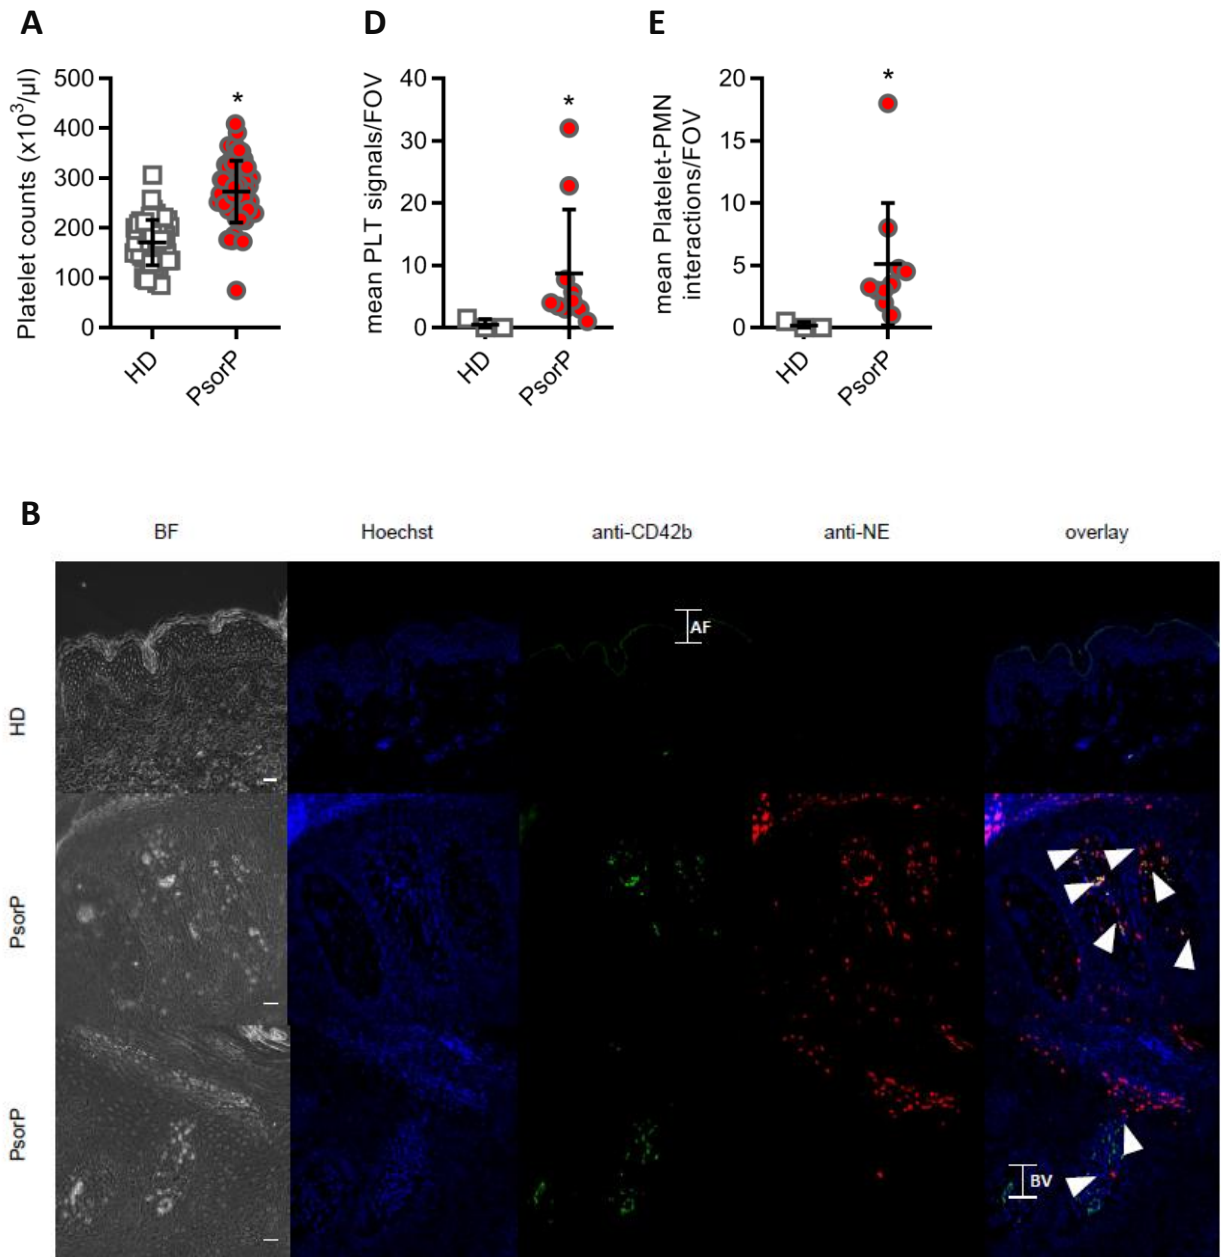 A
D
E
Platelet counts (x10³/µl)
500
400
300
200
100
0
*
HD
PsorP
mean PLT signals/FOV
40
30
20
10
0
*
HD
PsorP
mean Platelet-PMN
interactions/FOV
20
15
10
5
0
*
HD
PsorP
B
BF
Hoechst
anti-CD42b
anti-NE
overlay
HD
AF
PsorP
PsorP
BV